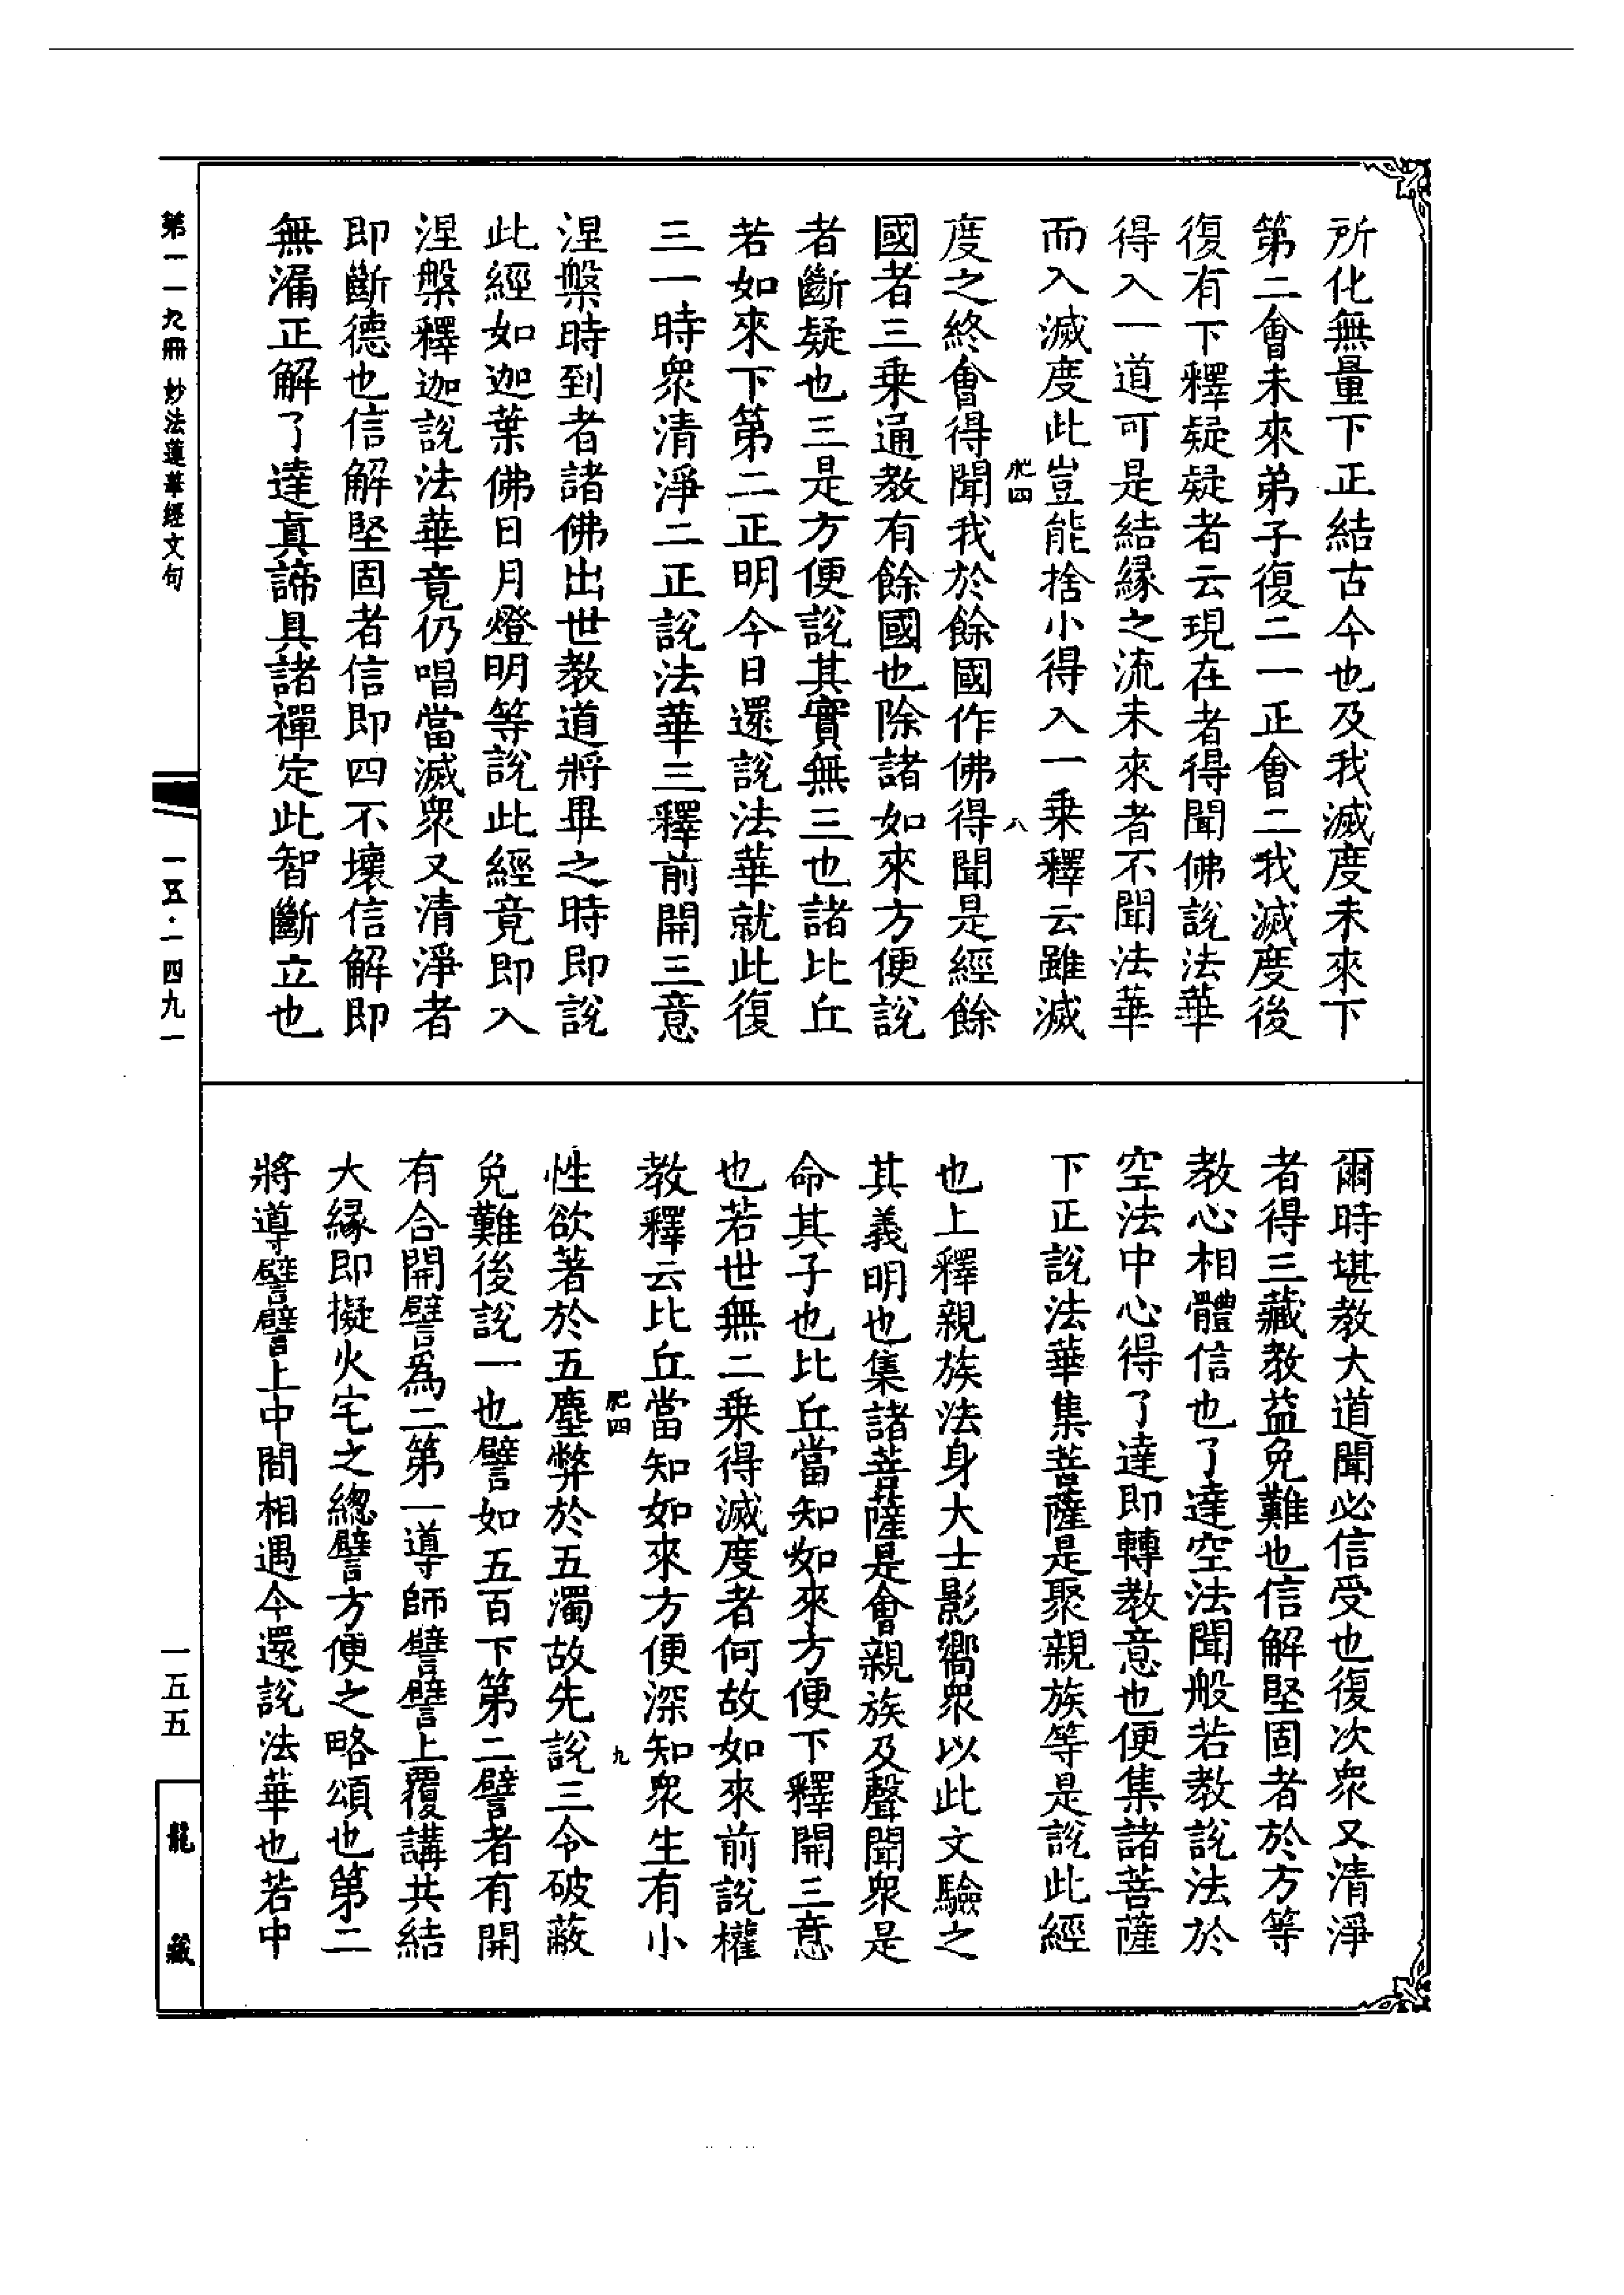 所化無量下正結古今也及我滅度未來下
第二會未來弟子復二一正會二我滅度後
復有下釋疑疑者云現在者得聞佛說法華
得入一道可是結緣之流未來者不聞法華
而入滅度此豈能捨小得入一乗釋云雖滅
肥四 八
度之終會得聞我於餘國作佛得聞是經餘
國者三乗通教有餘國也除諸如來方便說
者斷疑也三是方便說其實無三也諸比丘
若如來下第二正明今日還說法華就此復
三一時衆清淨二正說法華三釋前開三意
涅槃時到者諸佛出世教道將畢之時即說
此經如迦葉佛日月燈明等說此經竟即入
涅槃釋迦說法華竟仍唱當滅衆又清淨者
即斷德也信解堅固者信即四不壞信解即
無漏正解了達真諦具諸禪定此智斷立也
爾時堪教大道聞必信受也復次衆又清淨
者得三藏教益免難也信解堅固者於方等
教心相體信也了達空法聞般若教說法於
空法中心得了達即轉教意也便集諸菩薩
下正說法華集菩薩是聚親族等是說此經
也上釋親族法身大士影嚮衆以此文驗之
其義明也集諸菩薩是會親族及聲聞衆是
命其子也比丘當知如來方便下釋開三意
也若世無二乗得滅度者何故如來前說權
教釋云比丘當知如來方便深知衆生有小
肥四 九
性欲著於五塵弊於五濁故先說三令破蔽
免難後說一也譬如五百下第二譬者有開
有合開譬爲二第一導師譬譬上覆講共結
大緣即擬火宅之緫譬方便之略頌也第二
將導譬譬上中間相遇今還說法華也若中
第一一九冊 妙法蓮華經文句
一五·一四九一
一五五
龍藏